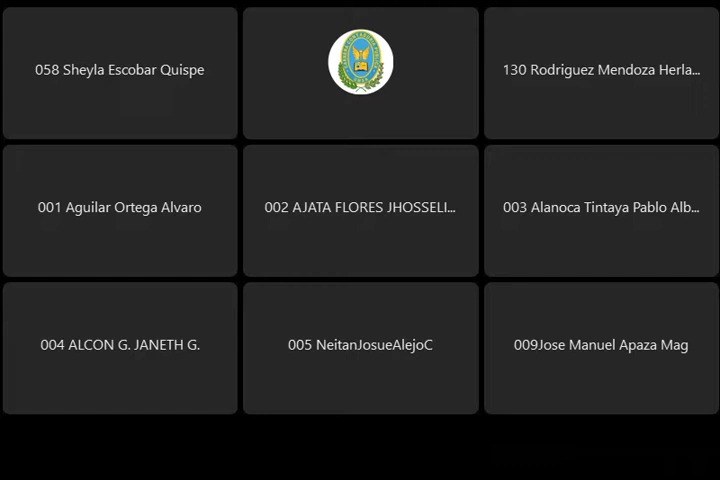 058 Sheyla Escobar Quispe
130 Rodriguez Mendoza Herla...
001 Aguilar Ortega Alvaro
002 AJATA FLORES JHOSSELI...
003 Alanoca Tintaya Pablo Alb...
004 ALCON G. JANETH G.
005 NeitanJosueAlejoC
009Jose Manuel Apaza Mag